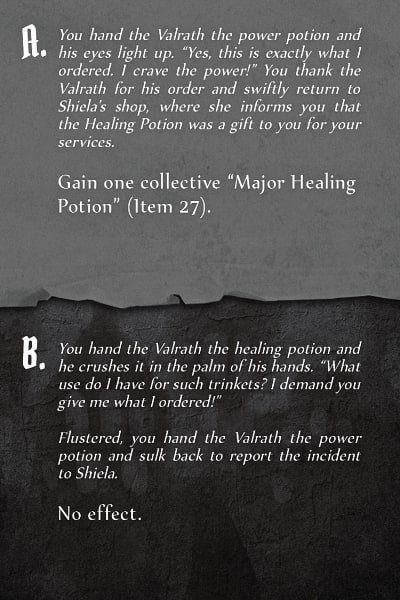 A. You hand the Valrath the power potion and
his eyes light up. “Yes, this is exactly what I
ordered. I crave the power!” You thank the
Valrath for his order and swiftly return to
Shiela’s shop, where she informs you that
the Healing Potion was a gift to you for your
services.
Gain one collective “Major Healing
Potion” (Item 27).
B. You hand the Valrath the healing potion and
he crushes it in the palm of his hands. “What
use do I have for such trinkets? I demand you
give me what I ordered!”
Flustered, you hand the Valrath the power
potion and sulk back to report the incident
to Shiela.
No effect.